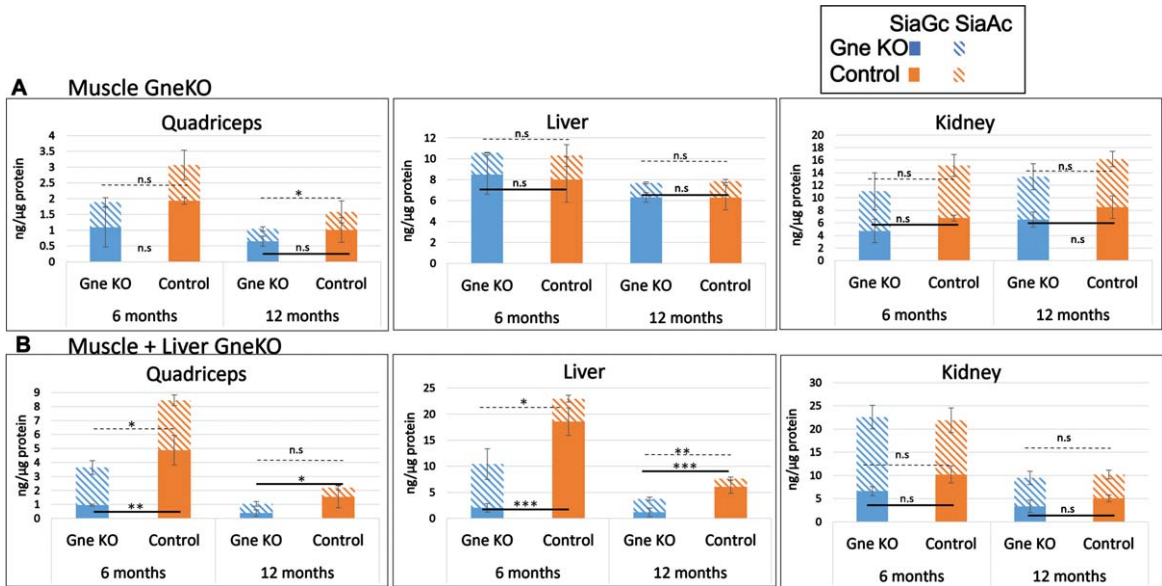 SiaGc SiaAc
Gne KO
Control
A Muscle GneKO
Quadriceps
ng/µg protein
4
3.5
3
2.5
2
1.5
1
0.5
0
n.s
n.s
*
n.s
Gne KO Control Gne KO Control
6 months 12 months
Liver
12
10
8
6
4
2
0
n.s
n.s
n.s
n.s
Gne KO Control Gne KO Control
6 months 12 months
Kidney
ng/µg protein
20
18
16
14
12
10
8
6
4
2
0
n.s
n.s
n.s
n.s
Gne KO Control Gne KO Control
6 months 12 months
B Muscle + Liver GneKO
Quadriceps
ng/µg protein
9
8
7
6
5
4
3
2
1
0
*
**
n.s
*
Gne KO Control Gne KO Control
6 months 12 months
Liver
ng/µg protein
25
20
15
10
5
0
*
***
**
***
Gne KO Control Gne KO Control
6 months 12 months
Kidney
ng/µg protein
30
25
20
15
10
5
0
n.s
n.s
n.s
n.s
Gne KO Control Gne KO Control
6 months 12 months